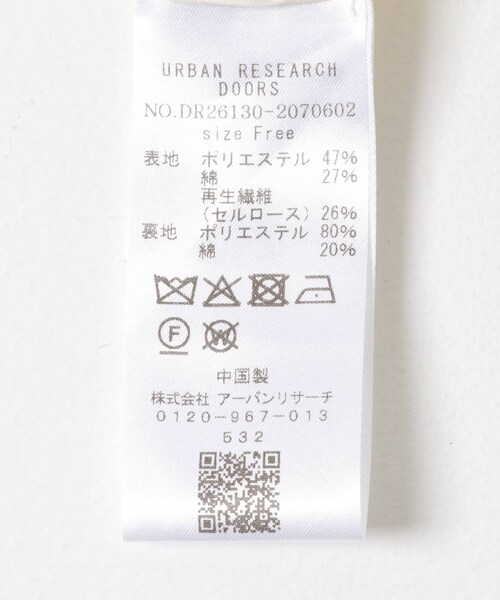 URBAN RESEARCH
DOORS
NO.DR26130-2070602
size Free
表地 ポリエステル 47%
綿 27%
再生繊維
(セルロース) 26%
裏地 ポリエステル 80%
綿 20%
F
W
中国製
株式会社 アーバンリサーチ
0120-967-013
532